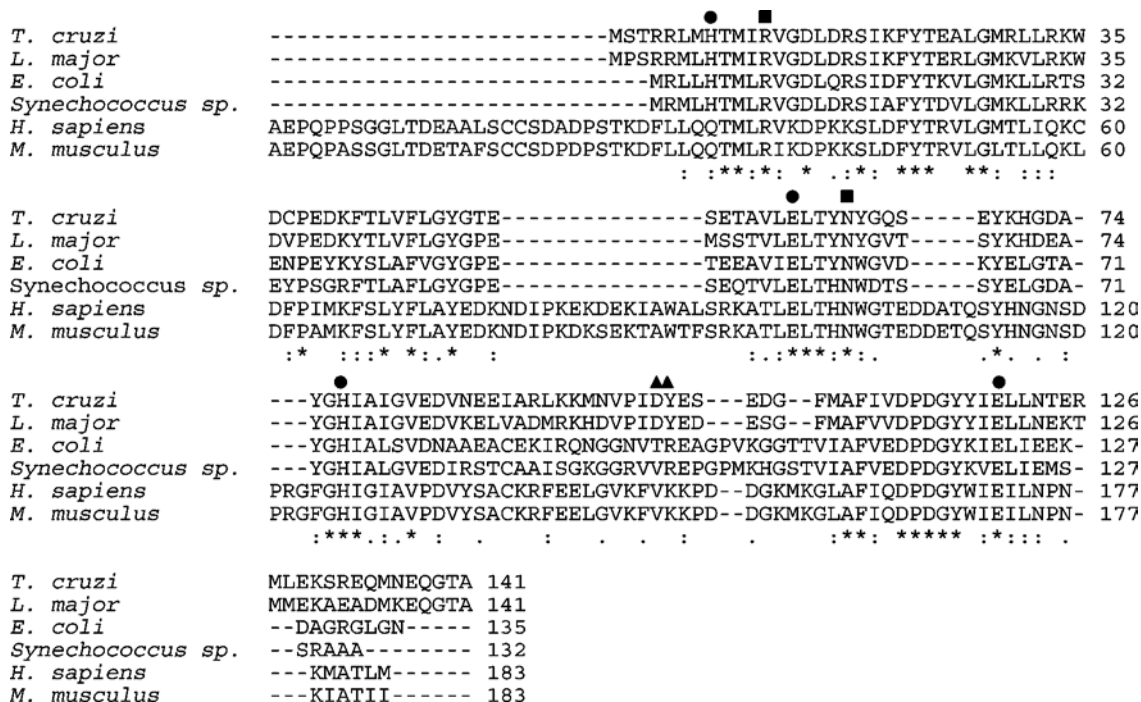 ● ■
T. cruzi -------------------------------MSTRRLMHTMIRVGDLDRSIKFYTEALGMRLLRKW 35
L. major -------------------------------MPSRRMLHTMIRVGDLDRSIKFYTERLGMKVLRKW 35
E. coli ----------------------------------MRLLHTMLRVGDLQRSIDFYTKVLGMKLLRTS 32
Synechococcus sp. ----------------------------------MRMLHTMLRVGDLDRSIAFYTDVLGMKLLRRK 32
H. sapiens AEPQPPSGGLTDEAALSCCSDADPSTKDFLLQQTMLRVKDPKKSLDFYTRVLGMTLIQKC 60
M. musculus AEPQPASSGLTDETAFSCCSDPDPSTKDFLLQQTMLRIKDPKKSLDFYTRVLGLTLLQKL 60
: :**:*: * .:*: *** **: ::
● ■
T. cruzi DCPEDKFTLVFLGYGTE---------------SETAVLELTYNYGQS-----EYKHGDA- 74
L. major DVPEDKYTLVFLGYGPE---------------MSSTVLELTYNYGVT-----SYKHDEA- 74
E. coli ENPEYKYSLAFVGYGPE---------------TEEAVIELTYNWGVD-----KYELGTA- 71
Synechococcus sp. EYPSGRFTLAFLGYGPE---------------SEQTVLELTHNWDTS-----SYELGNA- 71
H. sapiens DFPIMKFSLYFLAYEDKNDIPKEKDEKIAWALSRKATLELTHNWGTEDDATQSYHNGNSD 120
M. musculus DFPAMKFSLYFLAYEDKNDIPKDKSEKTAWTFSRKATLELTHNWGTEDDETQSYHNGNSD 120
:* :::* *:.* : :.:***:*:. .* . :
● ▲▲ ●
T. cruzi ---YGHIAIGVEDVNEEIARLKKMNVPIDYES---EDG--FMAFIVDPDGYYIELLNTER 126
L. major ---YGHIAIGVEDVKELVADMRKHDVPIDYED---ESG--FMAFVVDPDGYYIELLNEKT 126
E. coli ---YGHIALSVDNAAEACEKIRQNGGNVTREAGPVKGGTTVIAFVEDPDGYKIELIEEK- 127
Synechococcus sp. ---YGHIALGVEDIRSTCAAISGKGGRVVREPGPMKHGSTVIAFVEDPDGYKVELIEMS- 127
H. sapiens PRGFGHIGIAVPDVYSACKRFEELGVKFVKKPD--DGKMKGLAFIQDPDGYWIEILNPN- 177
M. musculus PRGFGHIGIAVPDVYSACKRFEELGVKFVKKPD--DGKMKGLAFIQDPDGYWIEILNPN- 177
:***.:.* : . : . . : . :**: ***** :*::: .
T. cruzi MLEKSREQMNEQGTA 141
L. major MMEKAEADMKEQGTA 141
E. coli --DAGRGLGN----- 135
Synechococcus sp. --SRAAA-------- 132
H. sapiens ---KMATLM------ 183
M. musculus ---KIATII------ 183